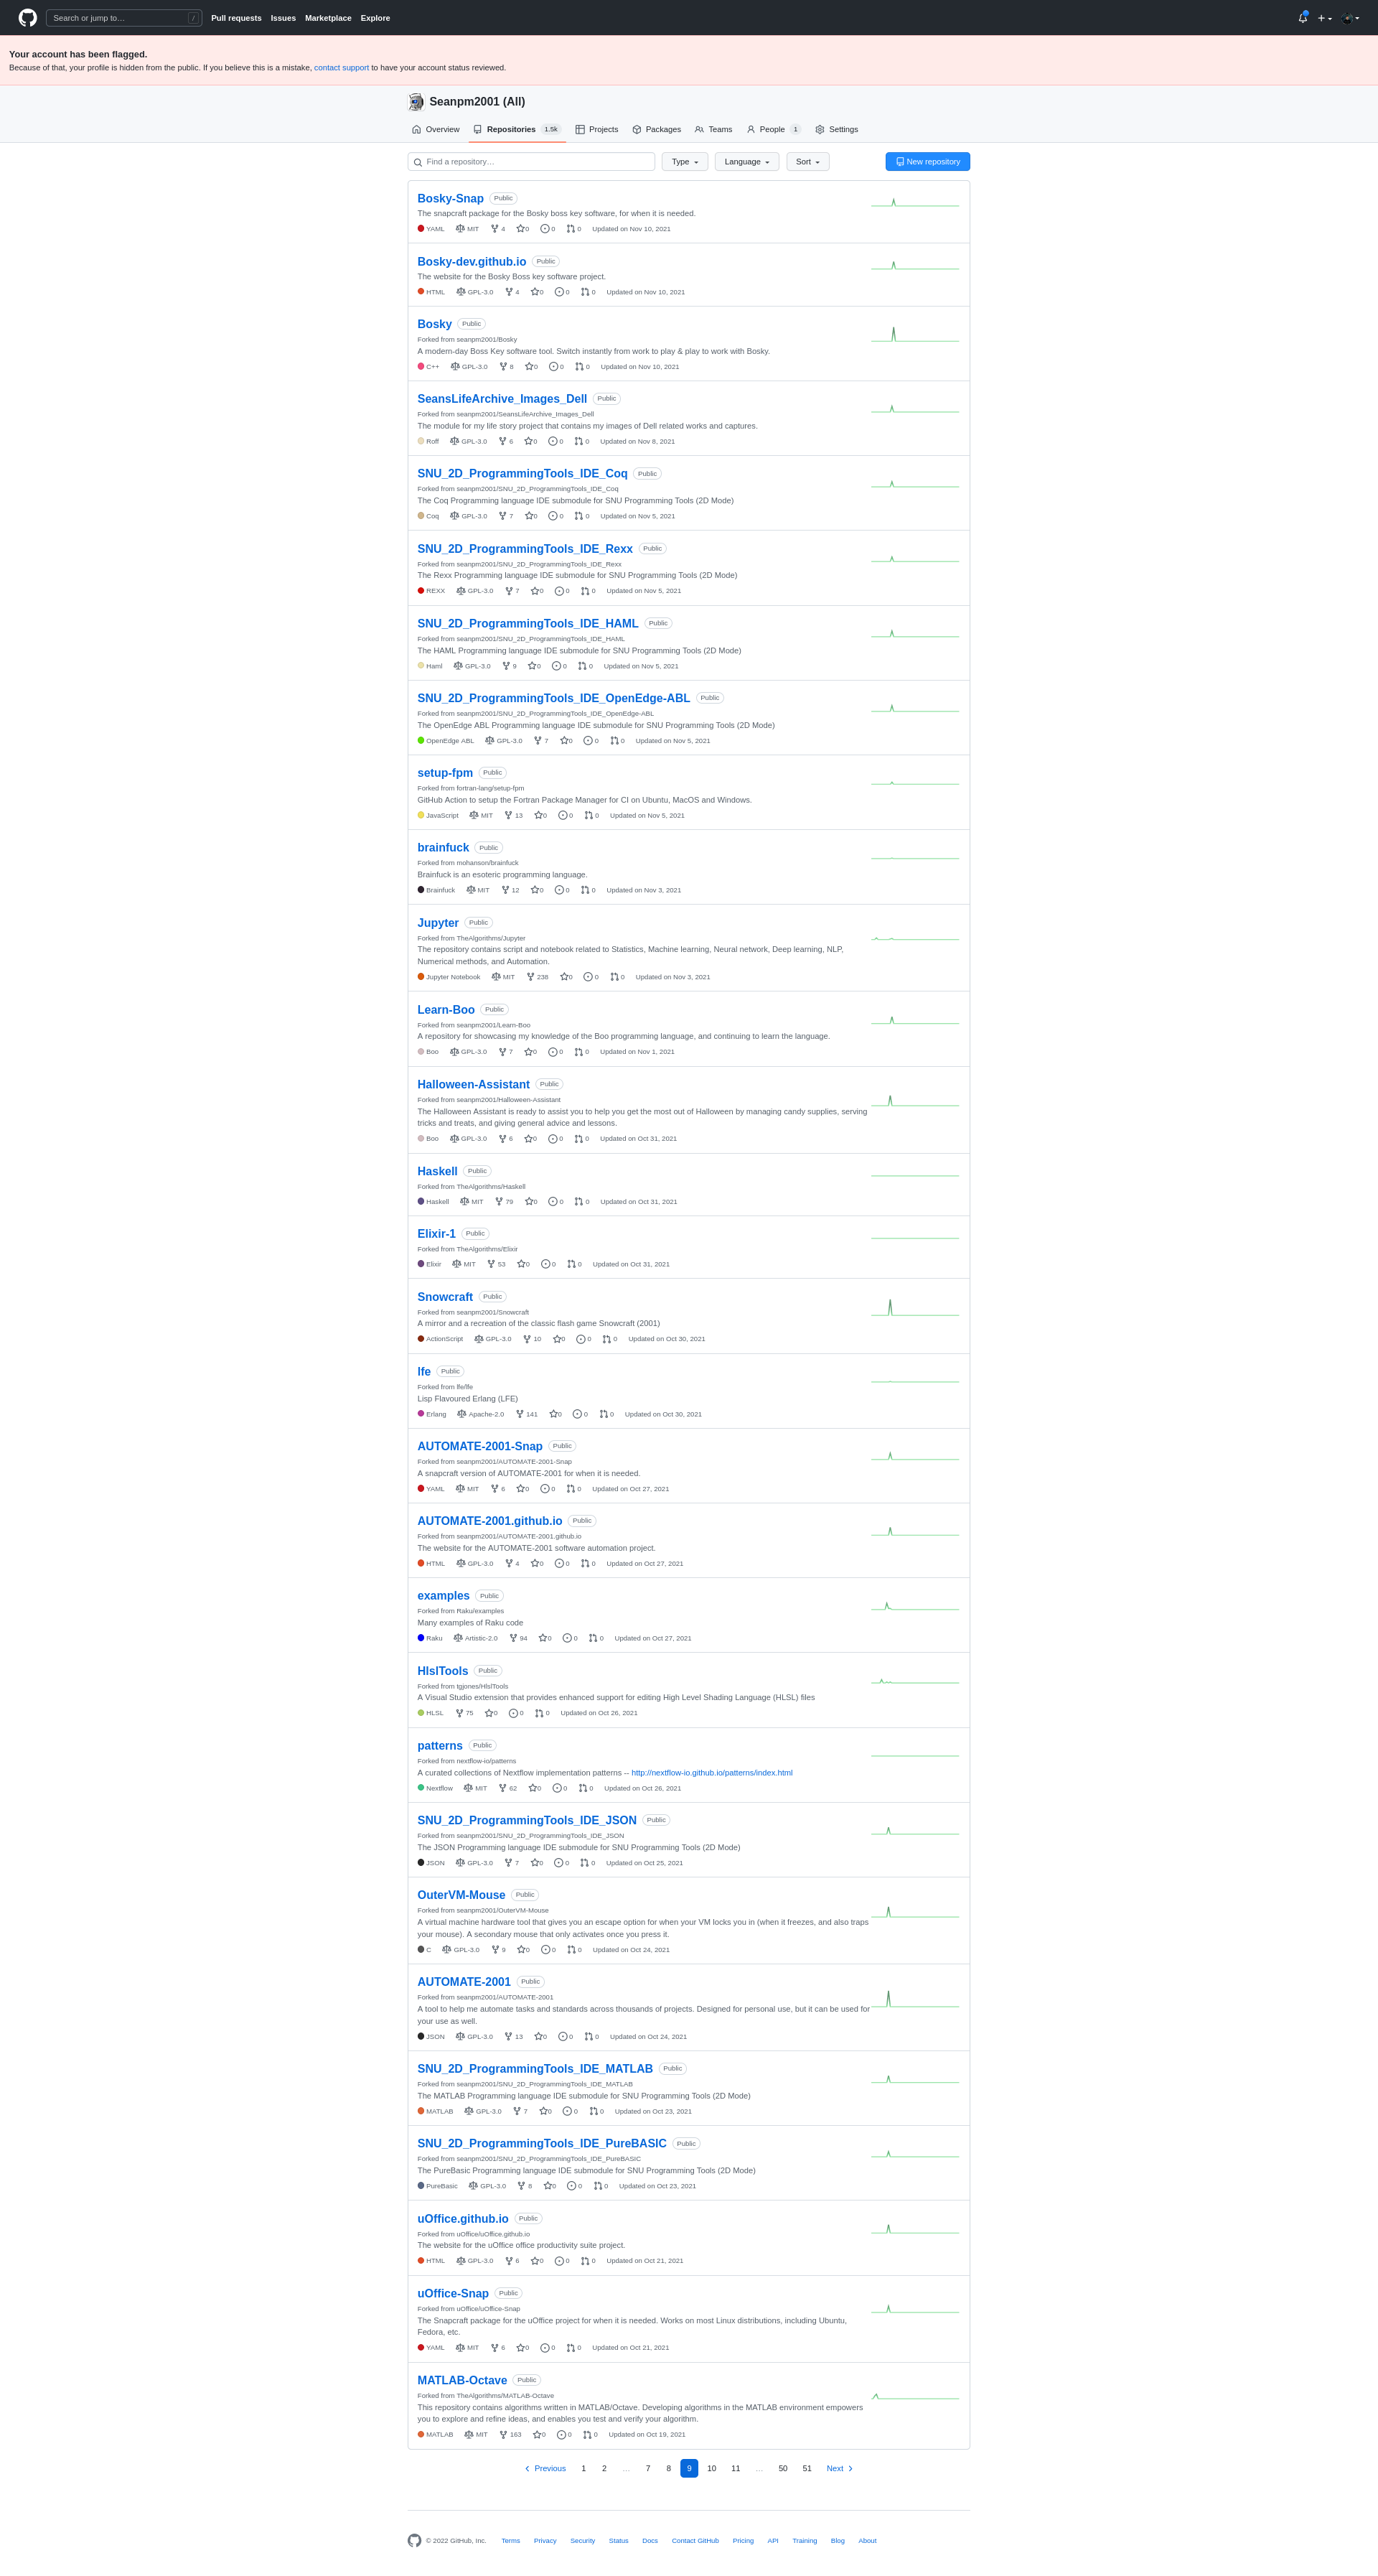 Search or jump to… /
Pull requests Issues Marketplace Explore
Your account has been flagged.
Because of that, your profile is hidden from the public. If you believe this is a mistake, contact support to have your account status reviewed.
Seanpm2001 (All)
Overview Repositories 1.5k Projects Packages Teams People 1 Settings
Find a repository… Type Language Sort New repository
Bosky-Snap Public
The snapcraft package for the Bosky boss key software, for when it is needed.
YAML MIT 4 0 0 0 Updated on Nov 10, 2021
Bosky-dev.github.io Public
The website for the Bosky Boss key software project.
HTML GPL-3.0 4 0 0 0 Updated on Nov 10, 2021
Bosky Public
Forked from seanpm2001/Bosky
A modern-day Boss Key software tool. Switch instantly from work to play & play to work with Bosky.
C++ GPL-3.0 8 0 0 0 Updated on Nov 10, 2021
SeansLifeArchive_Images_Dell Public
Forked from seanpm2001/SeansLifeArchive_Images_Dell
The module for my life story project that contains my images of Dell related works and captures.
Roff GPL-3.0 6 0 0 0 Updated on Nov 8, 2021
SNU_2D_ProgrammingTools_IDE_Coq Public
Forked from seanpm2001/SNU_2D_ProgrammingTools_IDE_Coq
The Coq Programming language IDE submodule for SNU Programming Tools (2D Mode)
Coq GPL-3.0 7 0 0 0 Updated on Nov 5, 2021
SNU_2D_ProgrammingTools_IDE_Rexx Public
Forked from seanpm2001/SNU_2D_ProgrammingTools_IDE_Rexx
The Rexx Programming language IDE submodule for SNU Programming Tools (2D Mode)
REXX GPL-3.0 7 0 0 0 Updated on Nov 5, 2021
SNU_2D_ProgrammingTools_IDE_HAML Public
Forked from seanpm2001/SNU_2D_ProgrammingTools_IDE_HAML
The HAML Programming language IDE submodule for SNU Programming Tools (2D Mode)
Haml GPL-3.0 9 0 0 0 Updated on Nov 5, 2021
SNU_2D_ProgrammingTools_IDE_OpenEdge-ABL Public
Forked from seanpm2001/SNU_2D_ProgrammingTools_IDE_OpenEdge-ABL
The OpenEdge ABL Programming language IDE submodule for SNU Programming Tools (2D Mode)
OpenEdge ABL GPL-3.0 7 0 0 0 Updated on Nov 5, 2021
setup-fpm Public
Forked from fortran-lang/setup-fpm
GitHub Action to setup the Fortran Package Manager for CI on Ubuntu, MacOS and Windows.
JavaScript MIT 13 0 0 0 Updated on Nov 5, 2021
brainfuck Public
Forked from mohanson/brainfuck
Brainfuck is an esoteric programming language.
Brainfuck MIT 12 0 0 0 Updated on Nov 3, 2021
Jupyter Public
Forked from TheAlgorithms/Jupyter
The repository contains script and notebook related to Statistics, Machine learning, Neural network, Deep learning, NLP,
Numerical methods, and Automation.
Jupyter Notebook MIT 238 0 0 0 Updated on Nov 3, 2021
Learn-Boo Public
Forked from seanpm2001/Learn-Boo
A repository for showcasing my knowledge of the Boo programming language, and continuing to learn the language.
Boo GPL-3.0 7 0 0 0 Updated on Nov 1, 2021
Halloween-Assistant Public
Forked from seanpm2001/Halloween-Assistant
The Halloween Assistant is ready to assist you to help you get the most out of Halloween by managing candy supplies, serving
tricks and treats, and giving general advice and lessons.
Boo GPL-3.0 6 0 0 0 Updated on Oct 31, 2021
Haskell Public
Forked from TheAlgorithms/Haskell
Haskell MIT 79 0 0 0 Updated on Oct 31, 2021
Elixir-1 Public
Forked from TheAlgorithms/Elixir
Elixir MIT 53 0 0 0 Updated on Oct 31, 2021
Snowcraft Public
Forked from seanpm2001/Snowcraft
A mirror and a recreation of the classic flash game Snowcraft (2001)
ActionScript GPL-3.0 10 0 0 0 Updated on Oct 30, 2021
lfe Public
Forked from lfe/lfe
Lisp Flavoured Erlang (LFE)
Erlang Apache-2.0 141 0 0 0 Updated on Oct 30, 2021
AUTOMATE-2001-Snap Public
Forked from seanpm2001/AUTOMATE-2001-Snap
A snapcraft version of AUTOMATE-2001 for when it is needed.
YAML MIT 6 0 0 0 Updated on Oct 27, 2021
AUTOMATE-2001.github.io Public
Forked from seanpm2001/AUTOMATE-2001.github.io
The website for the AUTOMATE-2001 software automation project.
HTML GPL-3.0 4 0 0 0 Updated on Oct 27, 2021
examples Public
Forked from Raku/examples
Many examples of Raku code
Raku Artistic-2.0 94 0 0 0 Updated on Oct 27, 2021
HlslTools Public
Forked from tgjones/HlslTools
A Visual Studio extension that provides enhanced support for editing High Level Shading Language (HLSL) files
HLSL 75 0 0 0 Updated on Oct 26, 2021
patterns Public
Forked from nextflow-io/patterns
A curated collections of Nextflow implementation patterns -- http://nextflow-io.github.io/patterns/index.html
Nextflow MIT 62 0 0 0 Updated on Oct 26, 2021
SNU_2D_ProgrammingTools_IDE_JSON Public
Forked from seanpm2001/SNU_2D_ProgrammingTools_IDE_JSON
The JSON Programming language IDE submodule for SNU Programming Tools (2D Mode)
JSON GPL-3.0 7 0 0 0 Updated on Oct 25, 2021
OuterVM-Mouse Public
Forked from seanpm2001/OuterVM-Mouse
A virtual machine hardware tool that gives you an escape option for when your VM locks you in (when it freezes, and also traps
your mouse). A secondary mouse that only activates once you press it.
C GPL-3.0 9 0 0 0 Updated on Oct 24, 2021
AUTOMATE-2001 Public
Forked from seanpm2001/AUTOMATE-2001
A tool to help me automate tasks and standards across thousands of projects. Designed for personal use, but it can be used for
your use as well.
JSON GPL-3.0 13 0 0 0 Updated on Oct 24, 2021
SNU_2D_ProgrammingTools_IDE_MATLAB Public
Forked from seanpm2001/SNU_2D_ProgrammingTools_IDE_MATLAB
The MATLAB Programming language IDE submodule for SNU Programming Tools (2D Mode)
MATLAB GPL-3.0 7 0 0 0 Updated on Oct 23, 2021
SNU_2D_ProgrammingTools_IDE_PureBASIC Public
Forked from seanpm2001/SNU_2D_ProgrammingTools_IDE_PureBASIC
The PureBasic Programming language IDE submodule for SNU Programming Tools (2D Mode)
PureBasic GPL-3.0 8 0 0 0 Updated on Oct 23, 2021
uOffice.github.io Public
Forked from uOffice/uOffice.github.io
The website for the uOffice office productivity suite project.
HTML GPL-3.0 6 0 0 0 Updated on Oct 21, 2021
uOffice-Snap Public
Forked from uOffice/uOffice-Snap
The Snapcraft package for the uOffice project for when it is needed. Works on most Linux distributions, including Ubuntu,
Fedora, etc.
YAML MIT 6 0 0 0 Updated on Oct 21, 2021
MATLAB-Octave Public
Forked from TheAlgorithms/MATLAB-Octave
This repository contains algorithms written in MATLAB/Octave. Developing algorithms in the MATLAB environment empowers
you to explore and refine ideas, and enables you test and verify your algorithm.
MATLAB MIT 163 0 0 0 Updated on Oct 19, 2021
Previous 1 2 … 7 8 9 10 11 … 50 51 Next
© 2022 GitHub, Inc. Terms Privacy Security Status Docs Contact GitHub Pricing API Training Blog About